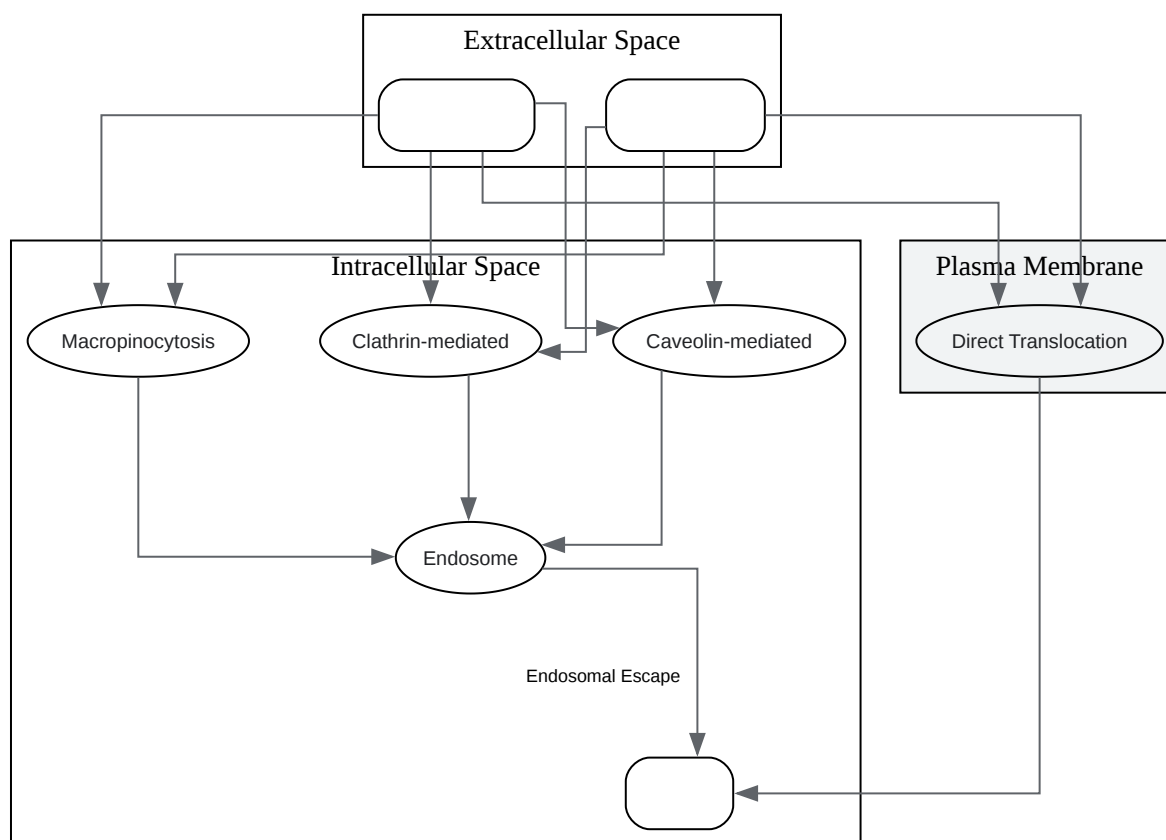 Extracellular Space
Intracellular Space
Plasma Membrane
Macropinocytosis
Clathrin-mediated
Caveolin-mediated
Direct Translocation
Endosome
Endosomal Escape